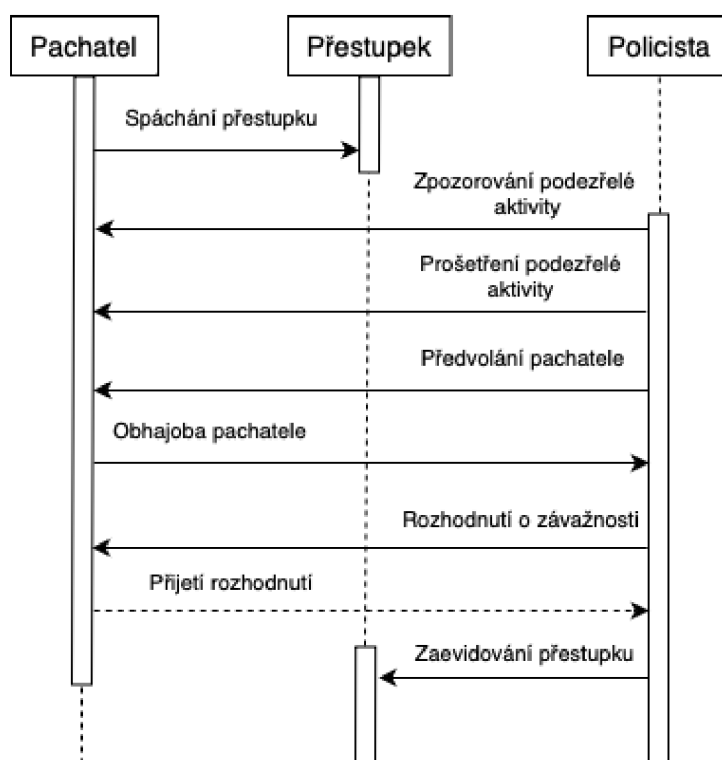 Pachatel
Přestupek
Policista
Spáchání přestupku
Zpozorování podezřelé
aktivity
Prošetření podezřelé
aktivity
Předvolání pachatele
Obhajoba pachatele
Rozhodnutí o závažnosti
Přijetí rozhodnutí
Zaevidování přestupku